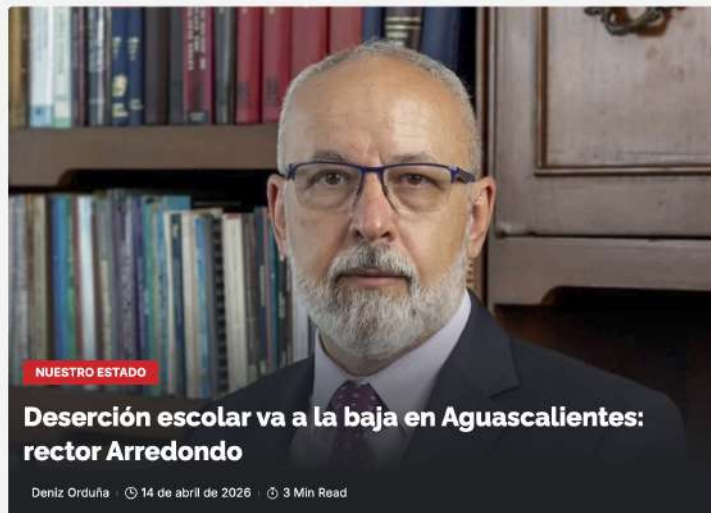 NUESTRO ESTADO
Deserción escolar va a la baja en Aguascalientes:
rector Arredondo
Deniz Orduña
14 de abril de 2026
3 Min Read